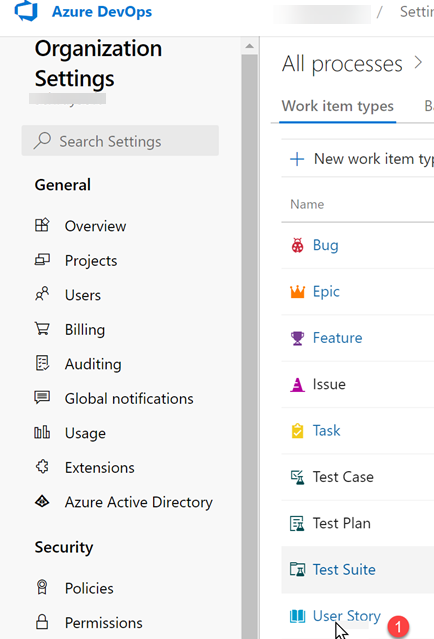 Azure DevOps
/ Settin
Organization
Settings
Search Settings
General
Overview
Projects
Users
Billing
Auditing
Global notifications
Usage
Extensions
Azure Active Directory
Security
Policies
Permissions
All processes >
Work item types
Ba
+ New work item typ
Name
Bug
Epic
Feature
Issue
Task
Test Case
Test Plan
Test Suite
User Story
1